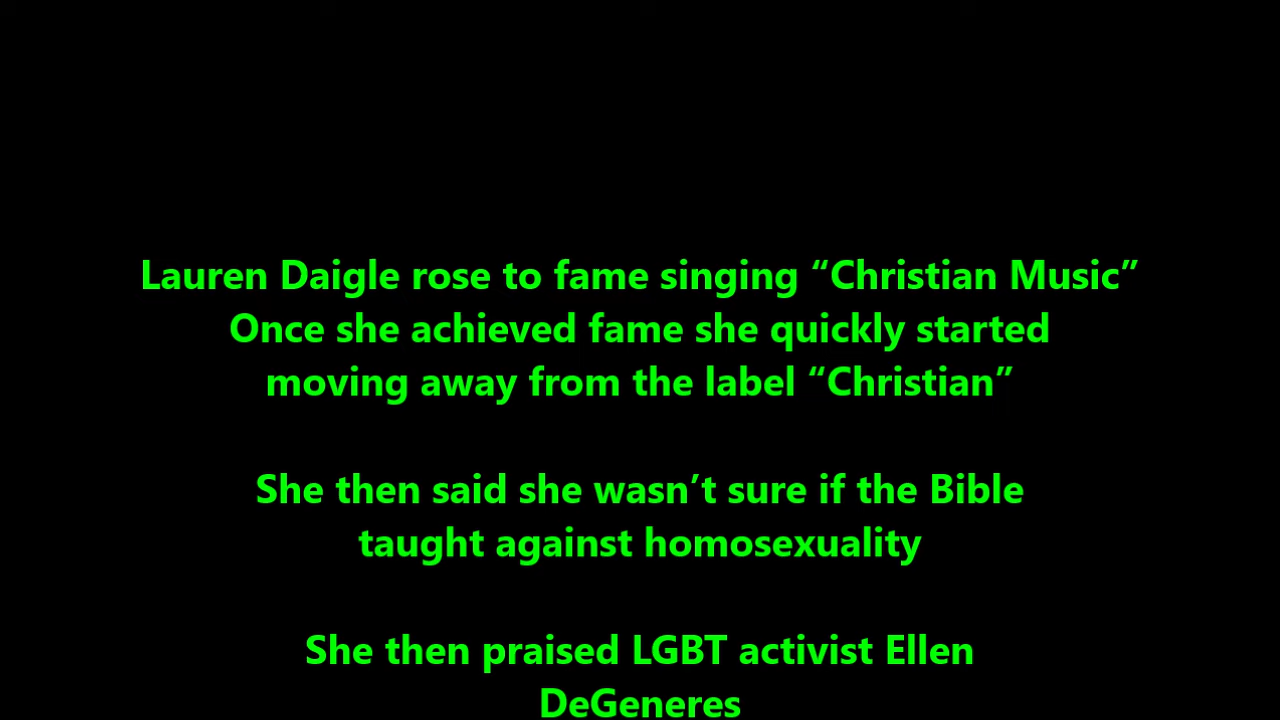 Lauren Daigle rose to fame singing “Christian Music”
Once she achieved fame she quickly started
moving away from the label “Christian”
She then said she wasn’t sure if the Bible
taught against homosexuality
She then praised LGBT activist Ellen
DeGeneres